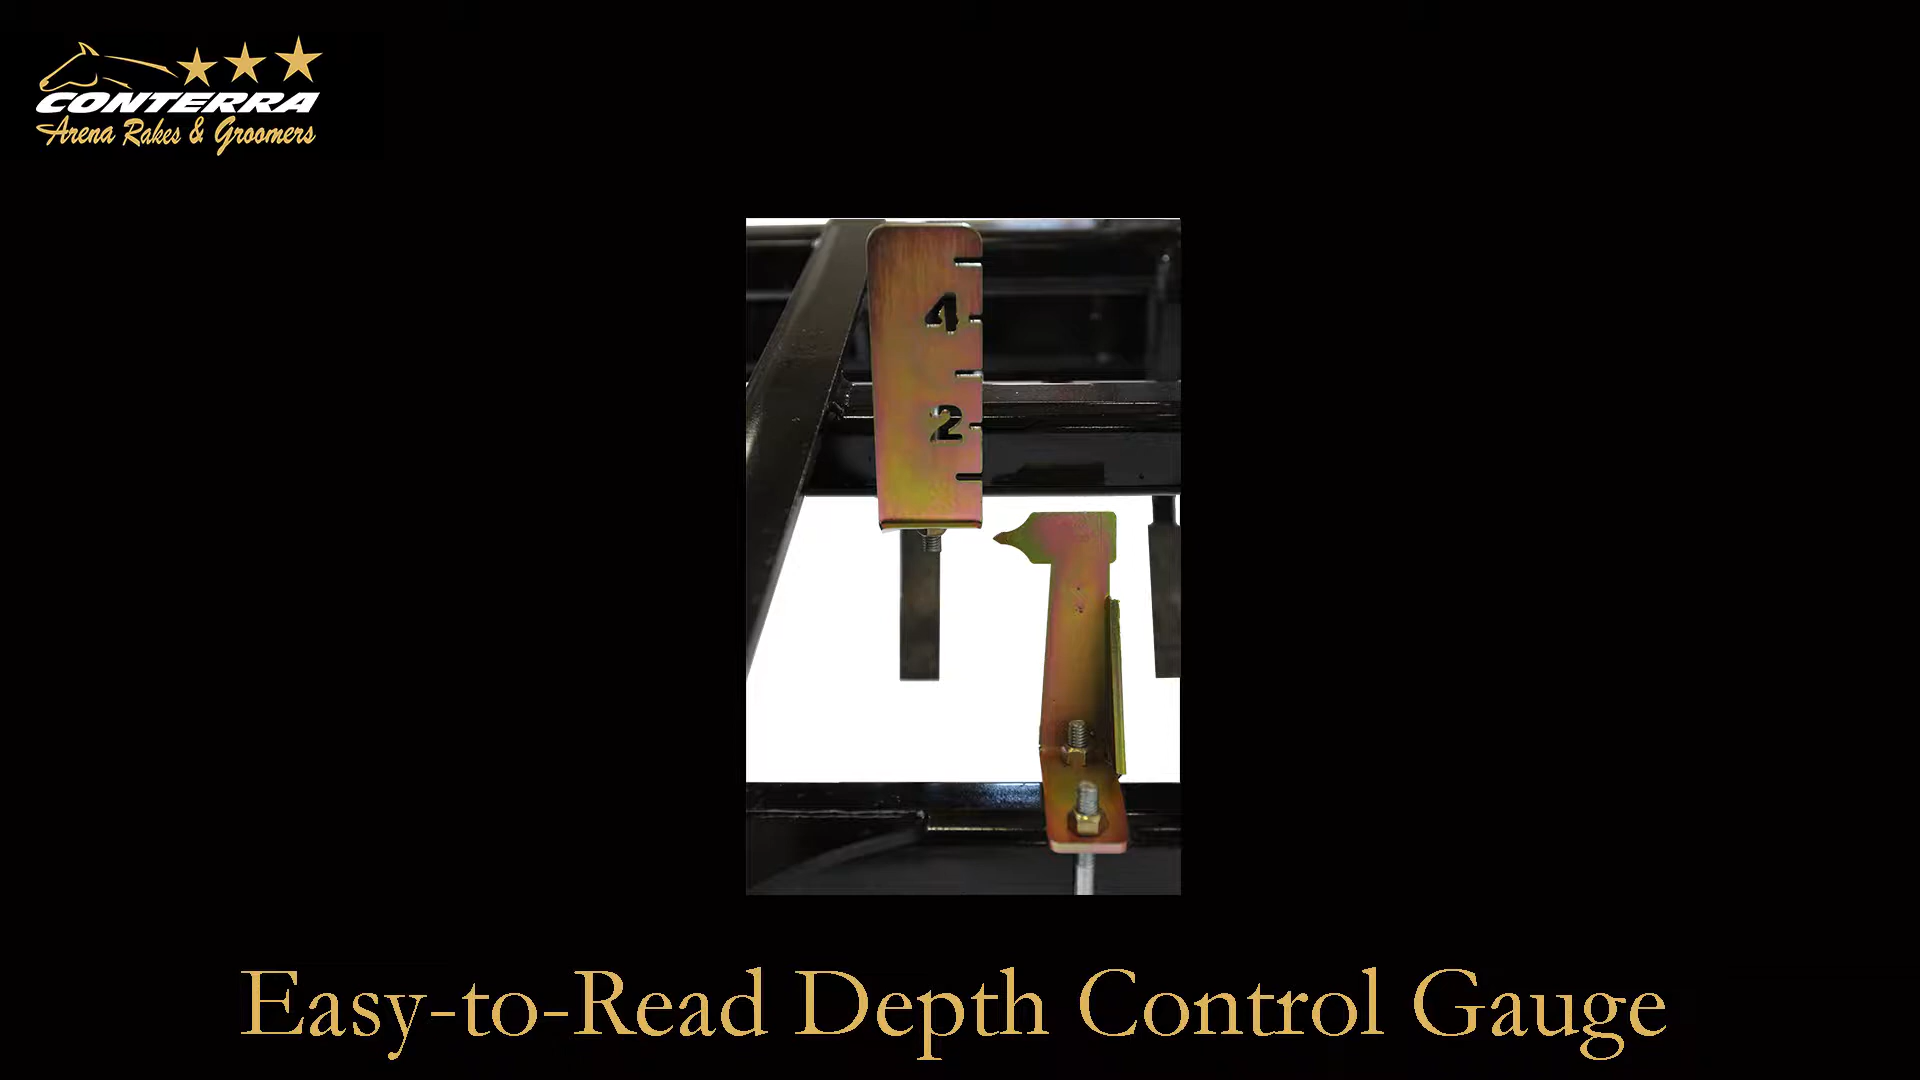 CONTERRA
Arena Rakes & Groomers
4
2
Easy-to-Read Depth Control Gauge